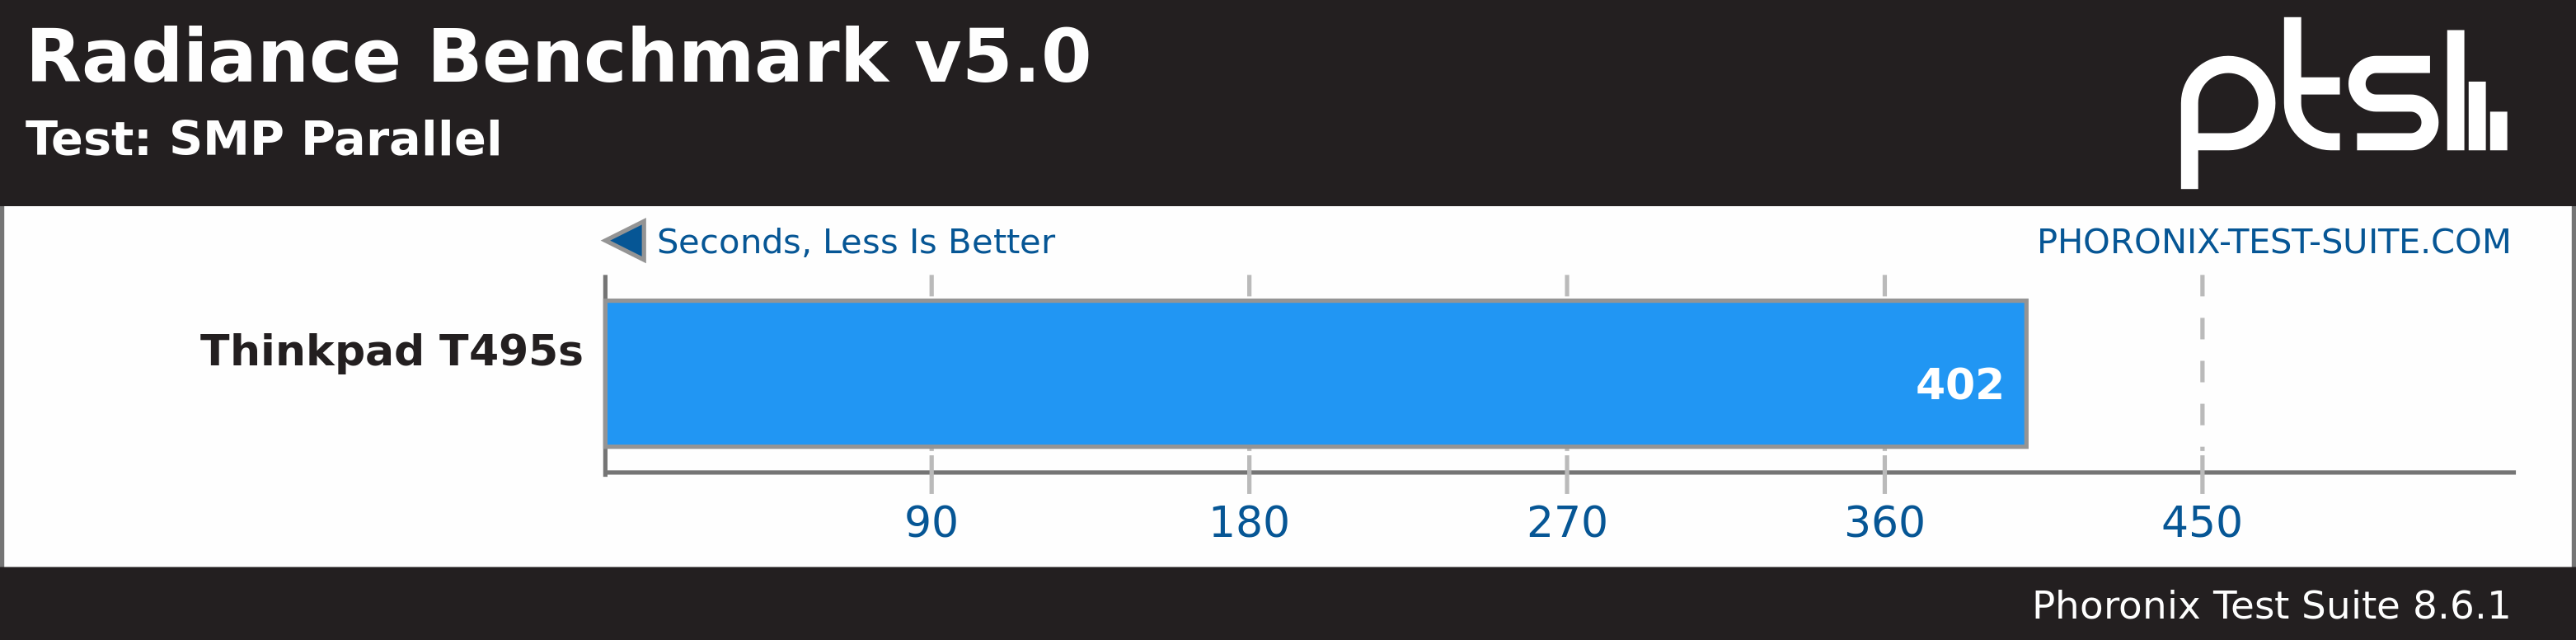 Radiance Benchmark v5.0
Test: SMP Parallel
pts
Seconds, Less Is Better
PHORONIX-TEST-SUITE.COM
Thinkpad T495s
402
90 180 270 360 450
Phoronix Test Suite 8.6.1